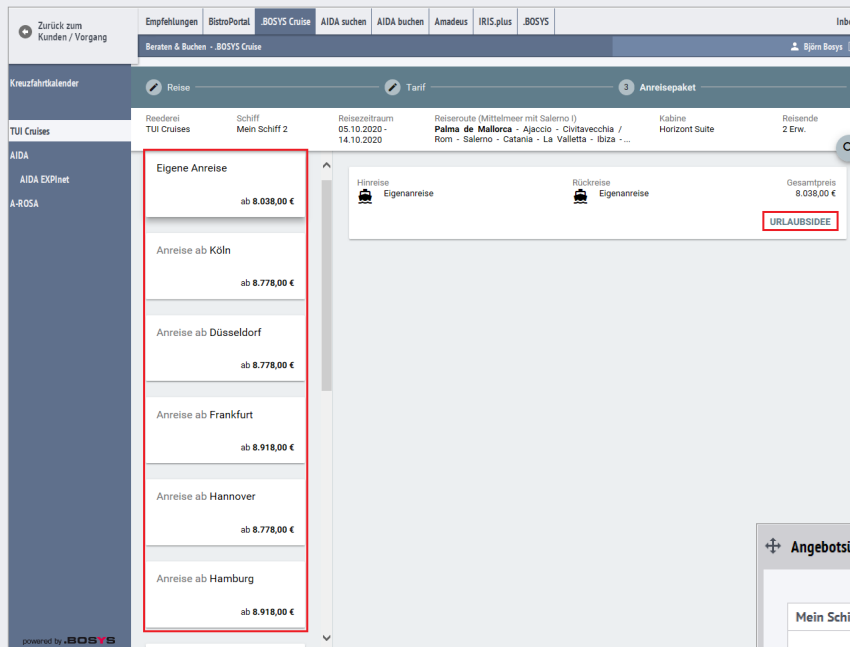 Zurück zum
Kunden / Vorgang
Empfehlungen
BistroPortal
.BOSYS Cruise
AIDA suchen
AIDA buchen
Amadeus
IRIS.plus
.BOSYS
Beraten & Buchen - .BOSYS Cruise
Björn Bosys
Kreuzfahrtkalender
TUI Cruises
AIDA
AIDA EXPInet
A-ROSA
Reise
Tarif
3 Anreisepaket
Reederei
TUI Cruises
Schiff
Mein Schiff 2
Reisezeitraum
05.10.2020 -
14.10.2020
Reiseroute (Mittelmeer mit Salerno I)
Palma de Mallorca - Ajaccio - Civitavecchia /
Rom - Salerno - Catania - La Valletta - Ibiza - ...
Kabine
Horizont Suite
Reisende
2 Erw.
Eigene Anreise
ab 8.038,00 €
Anreise ab Köln
ab 8.778,00 €
Anreise ab Düsseldorf
ab 8.778,00 €
Anreise ab Frankfurt
ab 8.918,00 €
Anreise ab Hannover
ab 8.778,00 €
Anreise ab Hamburg
ab 8.918,00 €
Hinreise
Eigenanreise
Rückreise
Eigenanreise
Gesamtpreis
8.038,00 €
URLAUBSIDEE
Mein Schi
powered by .BOSYS